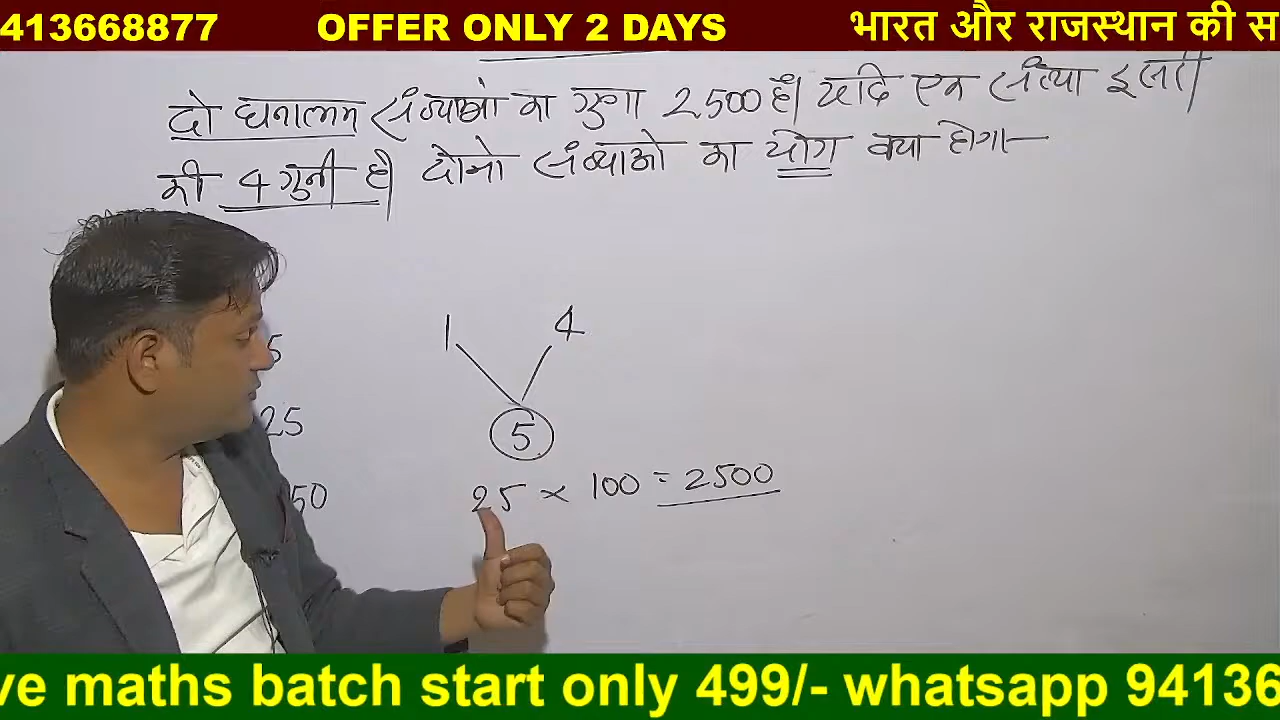 413668877 OFFER ONLY 2 DAYS भारत और राजस्थान की स
दो घनात्मक संख्याओं का गुणा 2500 है। यदि एक संख्या दूसरी
की 4 गुनी है। दोनो संख्याओ का योग क्या होगा—
5
25
50
1 4
5
25 × 100 = 2500
ve maths batch start only 499/- whatsapp 94136